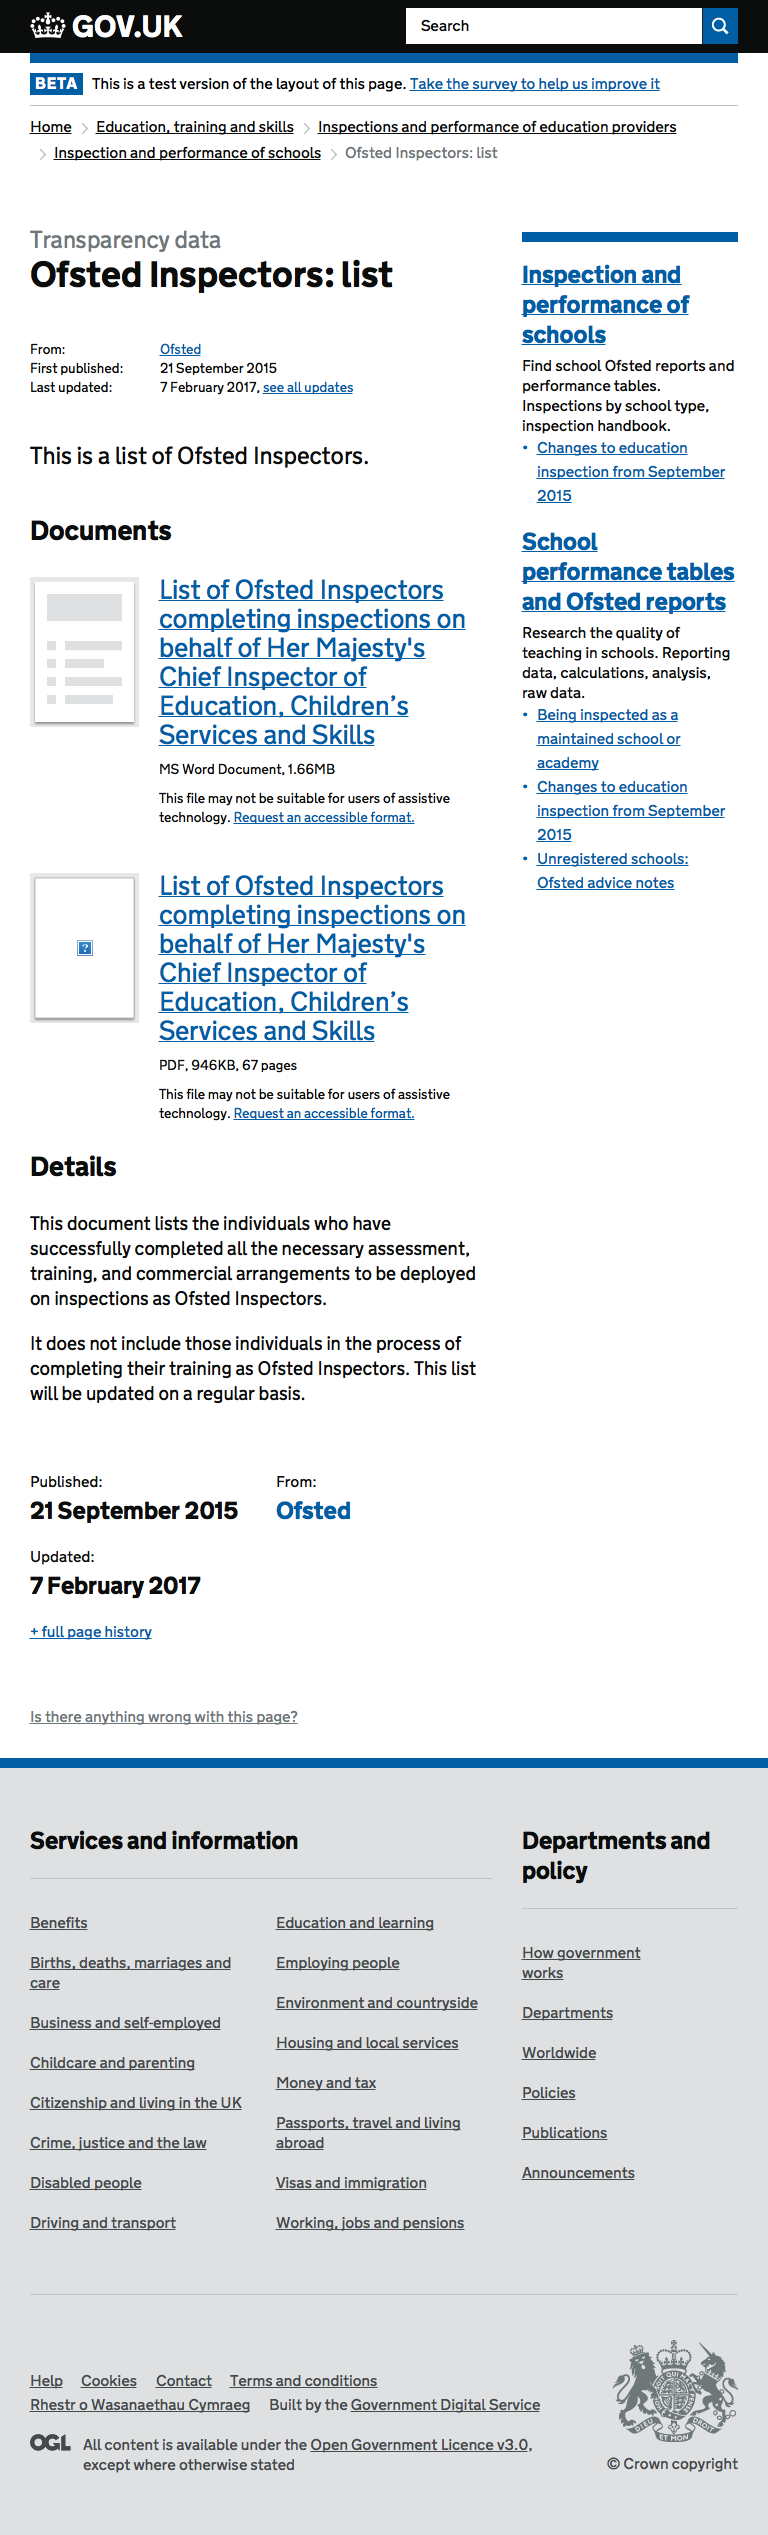 GOV.UK
Search
BETA This is a test version of the layout of this page. Take the survey to help us improve it
Home
Education, training and skills
Inspections and performance of education providers
Inspection and performance of schools
Ofsted Inspectors: list
Transparency data
Ofsted Inspectors: list
From: Ofsted
First published: 21 September 2015
Last updated: 7 February 2017, see all updates
This is a list of Ofsted Inspectors.
Documents
List of Ofsted Inspectors
completing inspections on
behalf of Her Majesty's
Chief Inspector of
Education, Children’s
Services and Skills
MS Word Document, 1.66MB
This file may not be suitable for users of assistive
technology. Request an accessible format.
?
List of Ofsted Inspectors
completing inspections on
behalf of Her Majesty's
Chief Inspector of
Education, Children’s
Services and Skills
PDF, 946KB, 67 pages
This file may not be suitable for users of assistive
technology. Request an accessible format.
Details
This document lists the individuals who have
successfully completed all the necessary assessment,
training, and commercial arrangements to be deployed
on inspections as Ofsted Inspectors.
It does not include those individuals in the process of
completing their training as Ofsted Inspectors. This list
will be updated on a regular basis.
Published:
21 September 2015
From:
Ofsted
Updated:
7 February 2017
+ full page history
Inspection and
performance of
schools
Find school Ofsted reports and
performance tables.
Inspections by school type,
inspection handbook.
• Changes to education
inspection from September
2015
School
performance tables
and Ofsted reports
Research the quality of
teaching in schools. Reporting
data, calculations, analysis,
raw data.
• Being inspected as a
maintained school or
academy
• Changes to education
inspection from September
2015
• Unregistered schools:
Ofsted advice notes
Is there anything wrong with this page?
Services and information
Benefits
Births, deaths, marriages and
care
Business and self-employed
Childcare and parenting
Citizenship and living in the UK
Crime, justice and the law
Disabled people
Driving and transport
Education and learning
Employing people
Environment and countryside
Housing and local services
Money and tax
Passports, travel and living
abroad
Visas and immigration
Working, jobs and pensions
Departments and
policy
How government
works
Departments
Worldwide
Policies
Publications
Announcements
Help Cookies Contact Terms and conditions
Rhestr o Wasanaethau Cymraeg Built by the Government Digital Service
OGL All content is available under the Open Government Licence v3.0,
except where otherwise stated
DIEU ET MON DROIT
© Crown copyright